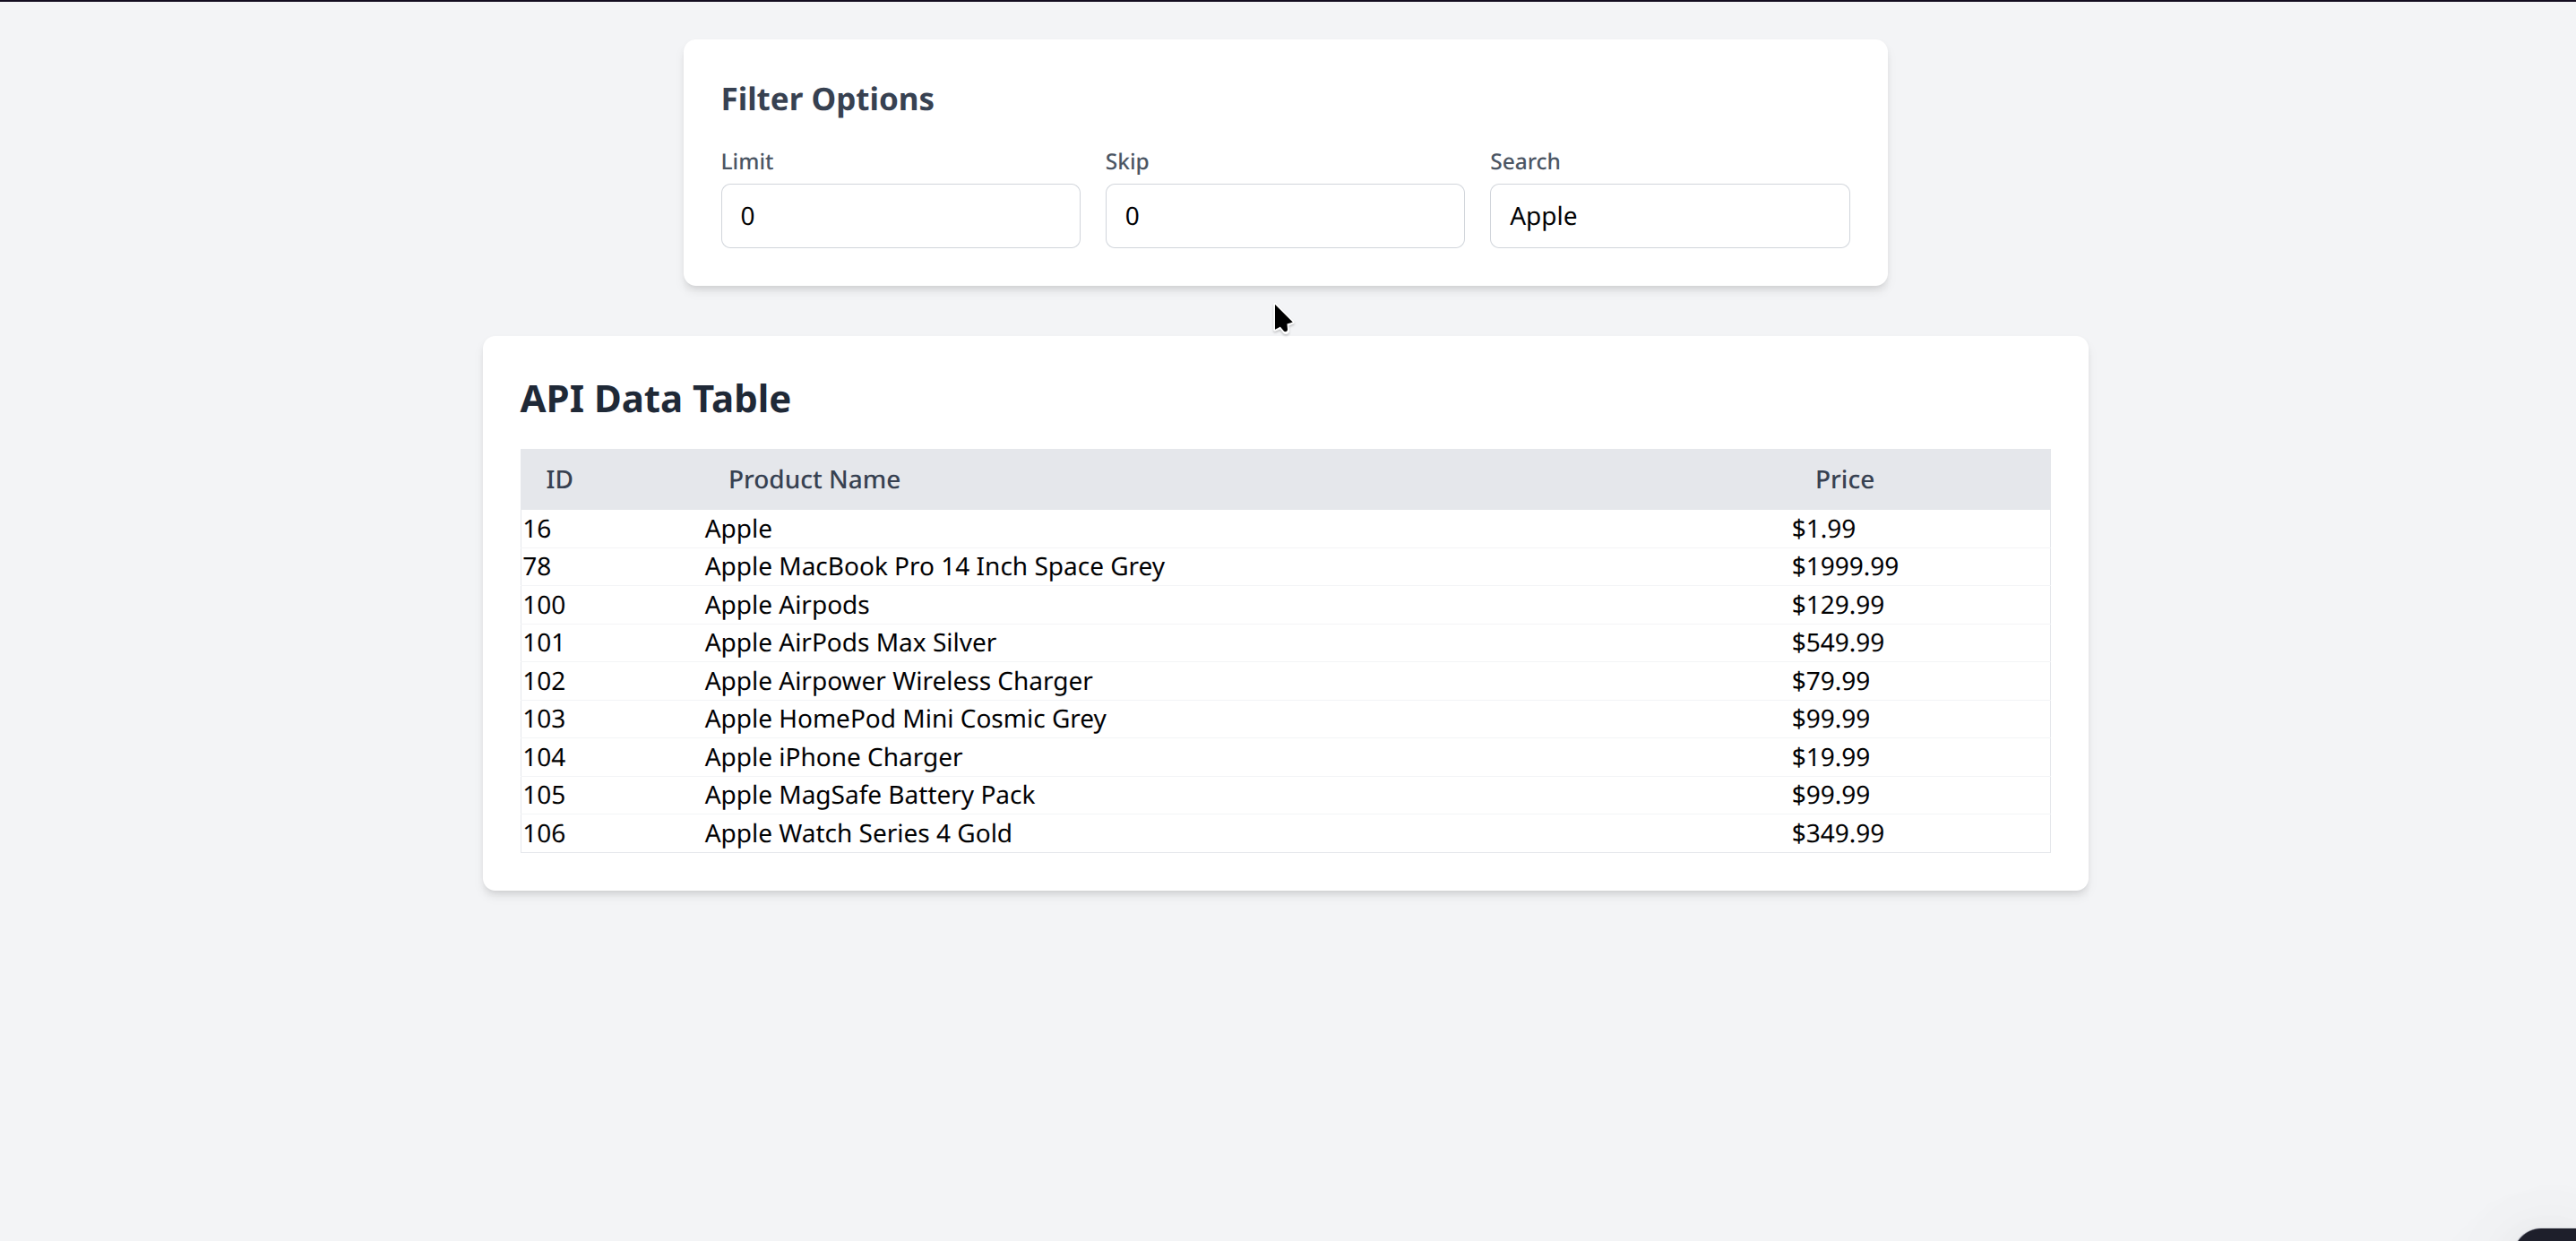 Filter Options
Limit Skip Search
0 0 Apple
API Data Table
ID Product Name Price
16 Apple $1.99
78 Apple MacBook Pro 14 Inch Space Grey $1999.99
100 Apple Airpods $129.99
101 Apple AirPods Max Silver $549.99
102 Apple Airpower Wireless Charger $79.99
103 Apple HomePod Mini Cosmic Grey $99.99
104 Apple iPhone Charger $19.99
105 Apple MagSafe Battery Pack $99.99
106 Apple Watch Series 4 Gold $349.99